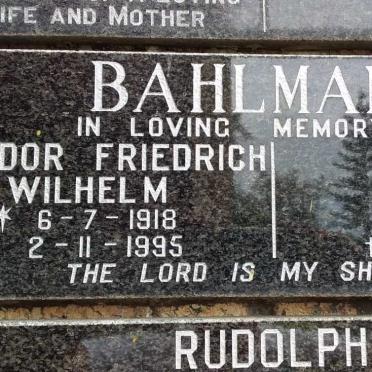 IFE AND MOTHER
BAHLMA
IN LOVING MEMOR
DOR FRIEDRICH
WILHELM
* 6-7-1918
2-11-1995
THE LORD IS MY SH
RUDOLPH